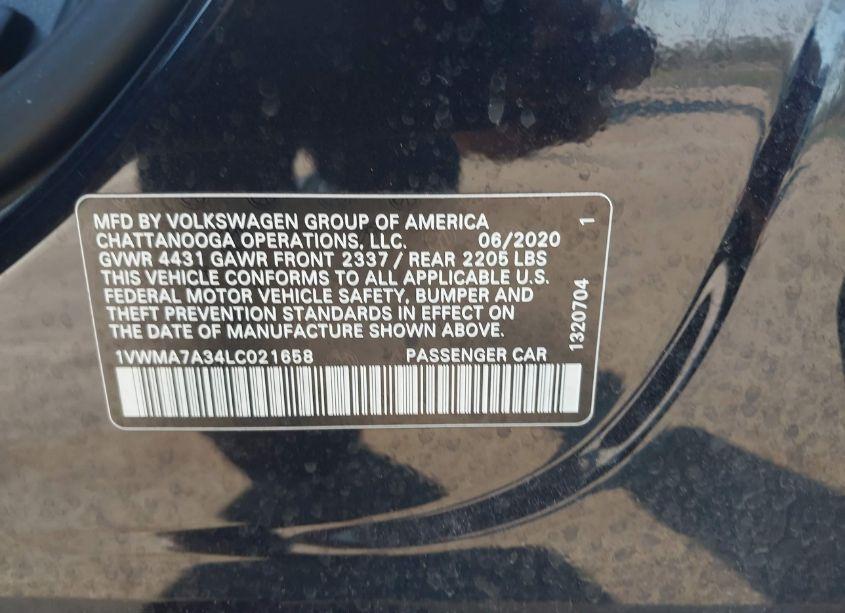 MFD BY VOLKSWAGEN GROUP OF AMERICA
CHATTANOOGA OPERATIONS, LLC. 06/2020
GVWR 4431 GAWR FRONT 2337 / REAR 2205 LBS
THIS VEHICLE CONFORMS TO ALL APPLICABLE U.S.
FEDERAL MOTOR VEHICLE SAFETY, BUMPER AND
THEFT PREVENTION STANDARDS IN EFFECT ON
THE DATE OF MANUFACTURE SHOWN ABOVE.
1VWMA7A34LC021658 PASSENGER CAR
1320704 1